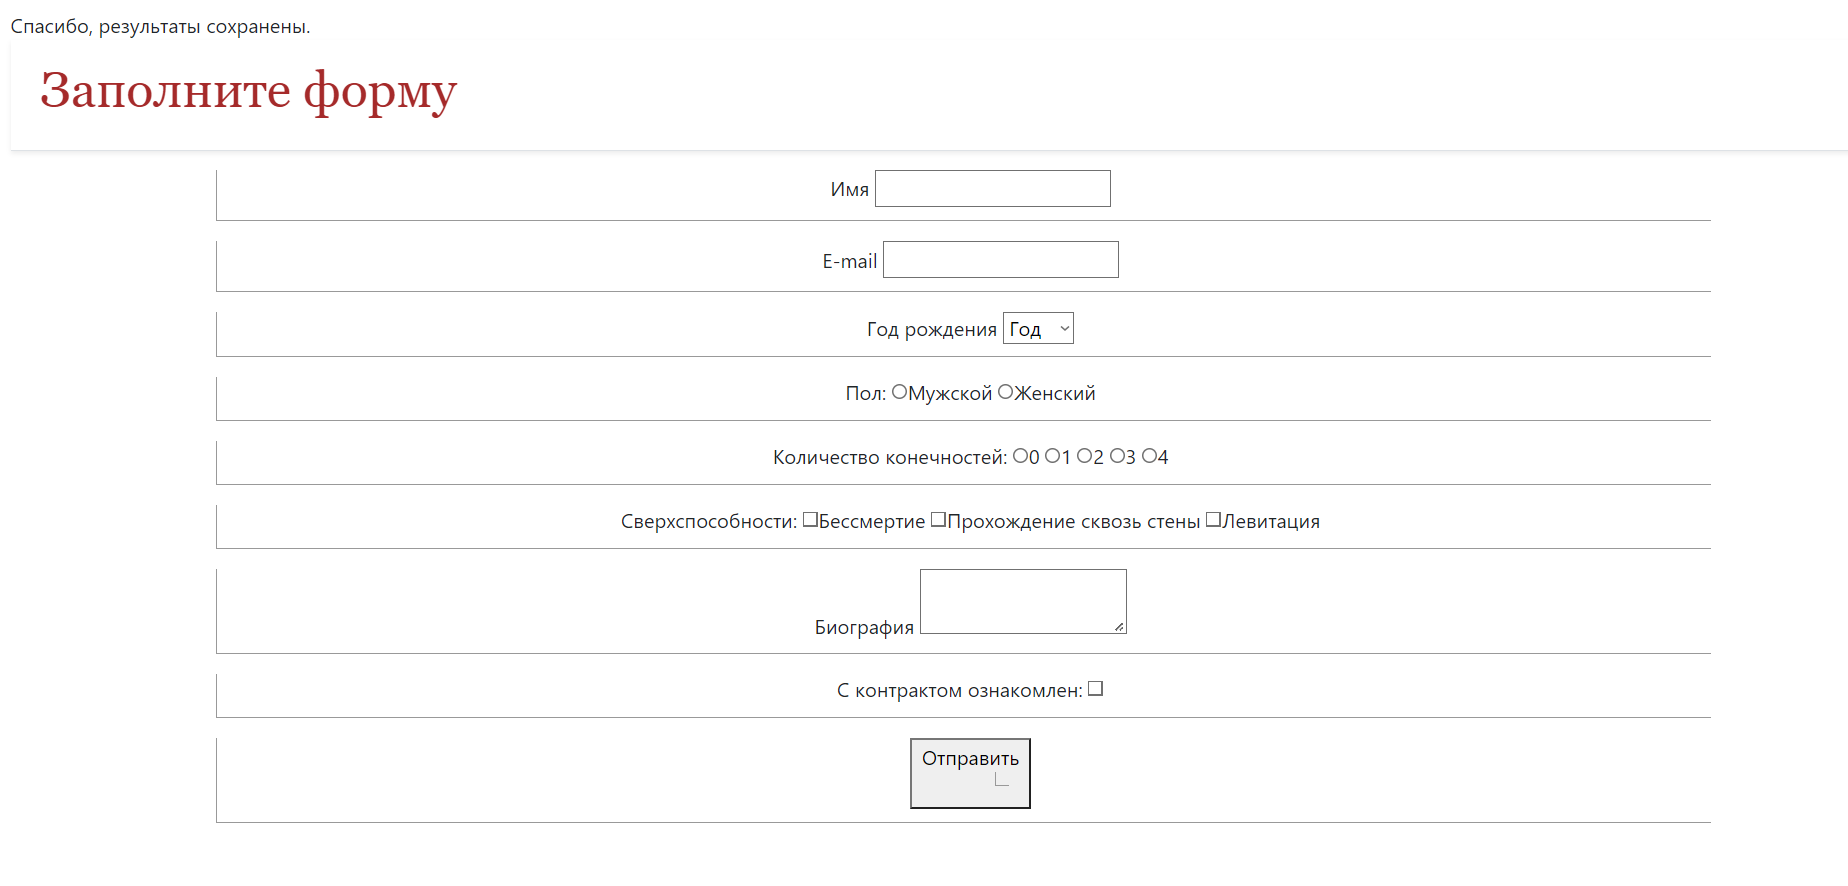 Спасибо, результаты сохранены.
Заполните форму
Имя
E-mail
Год рождения Год
Пол: Мужской Женский
Количество конечностей: 0 1 2 3 4
Сверхспособности: Бессмертие Прохождение сквозь стены Левитация
Биография
С контрактом ознакомлен:
Отправить